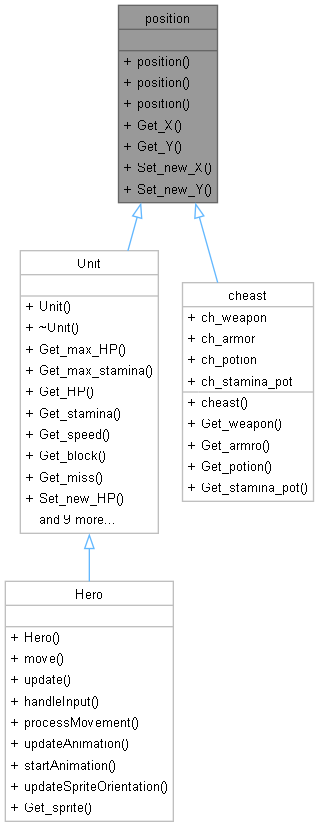 position
+ position()
+ position()
+ position()
+ Get_X()
+ Get_Y()
+ Set_new_X()
+ Set_new_Y()
Unit
+ Unit()
+ ~Unit()
+ Get_max_HP()
+ Get_max_stamina()
+ Get_HP()
+ Get_stamina()
+ Get_speed()
+ Get_block()
+ Get_miss()
+ Set_new_HP()
and 9 more...
cheast
+ ch_weapon
+ ch_armor
+ ch_potion
+ ch_stamina_pot
+ cheast()
+ Get_weapon()
+ Get_armro()
+ Get_potion()
+ Get_stamina_pot()
Hero
+ Hero()
+ move()
+ update()
+ handleInput()
+ processMovement()
+ updateAnimation()
+ startAnimation()
+ updateSpriteOrientation()
+ Get_sprite()